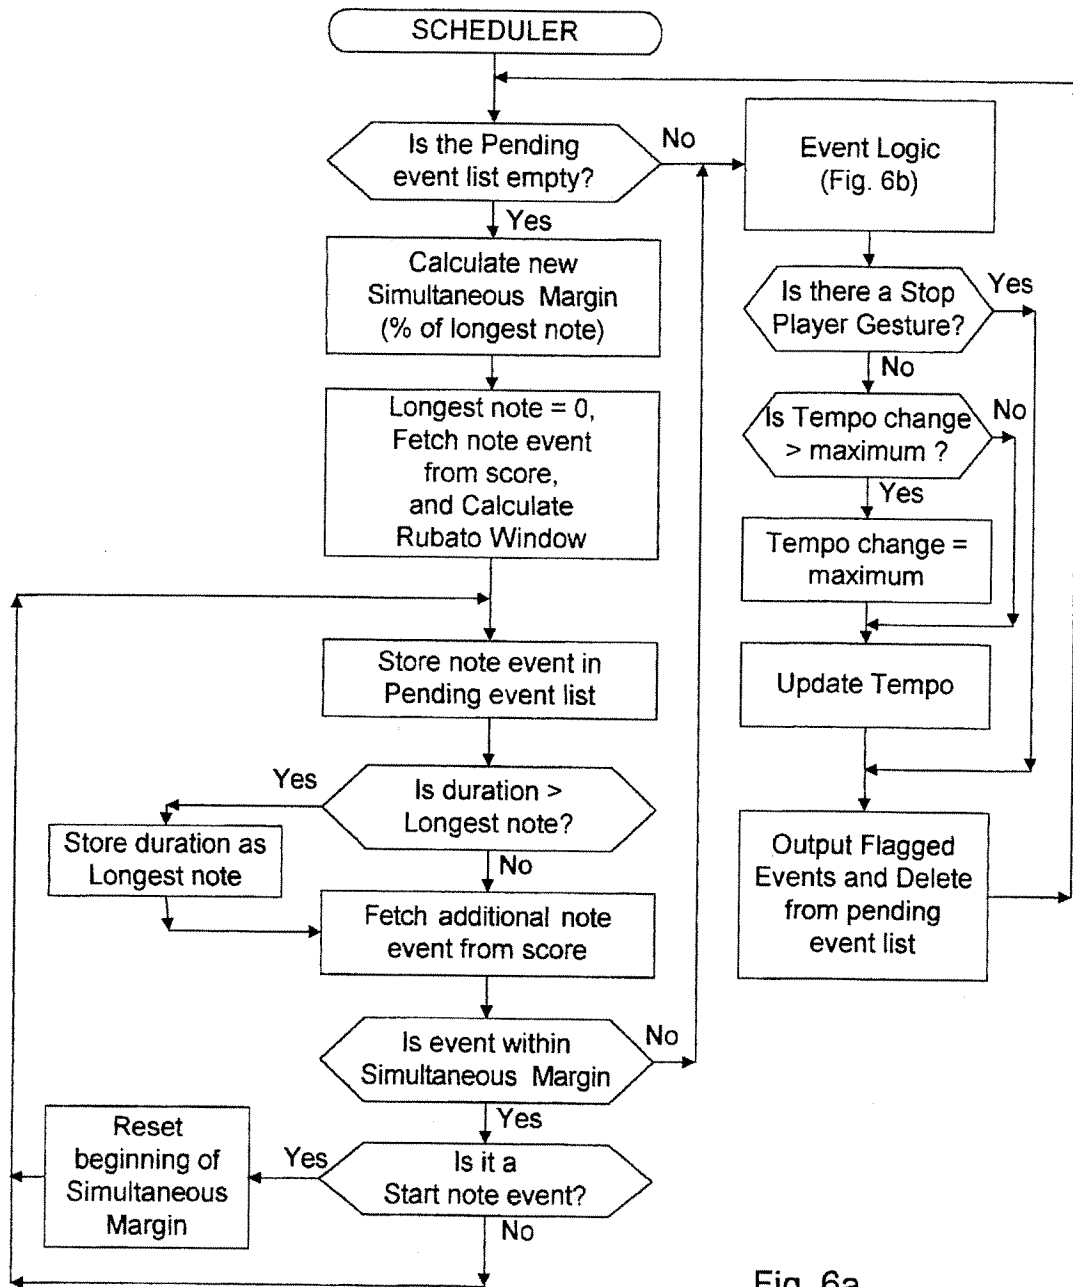 SCHEDULER
Is the Pending
event list empty?
No
Yes
Calculate new
Simultaneous Margin
(% of longest note)
Longest note = 0,
Fetch note event
from score,
and Calculate
Rubato Window
Store note event in
Pending event list
Is duration >
Longest note?
Yes
No
Store duration as
Longest note
Fetch additional note
event from score
Is event within
Simultaneous Margin
No
Yes
Is it a
Start note event?
Yes
No
Reset
beginning of
Simultaneous
Margin
Event Logic
(Fig. 6b)
Is there a Stop
Player Gesture?
Yes
No
Is Tempo change
> maximum ?
No
Yes
Tempo change =
maximum
Update Tempo
Output Flagged
Events and Delete
from pending
event list
Fig. 6a